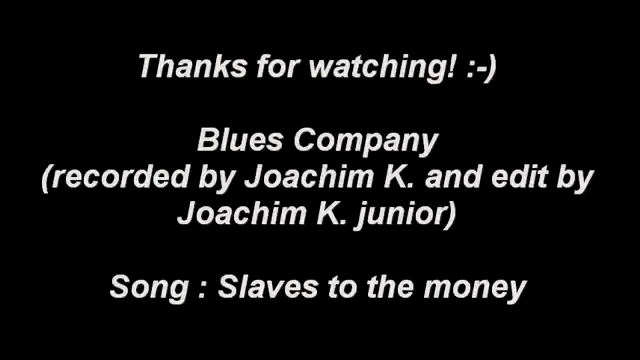 Thanks for watching! :-)
Blues Company
(recorded by Joachim K. and edit by
Joachim K. junior)
Song : Slaves to the money